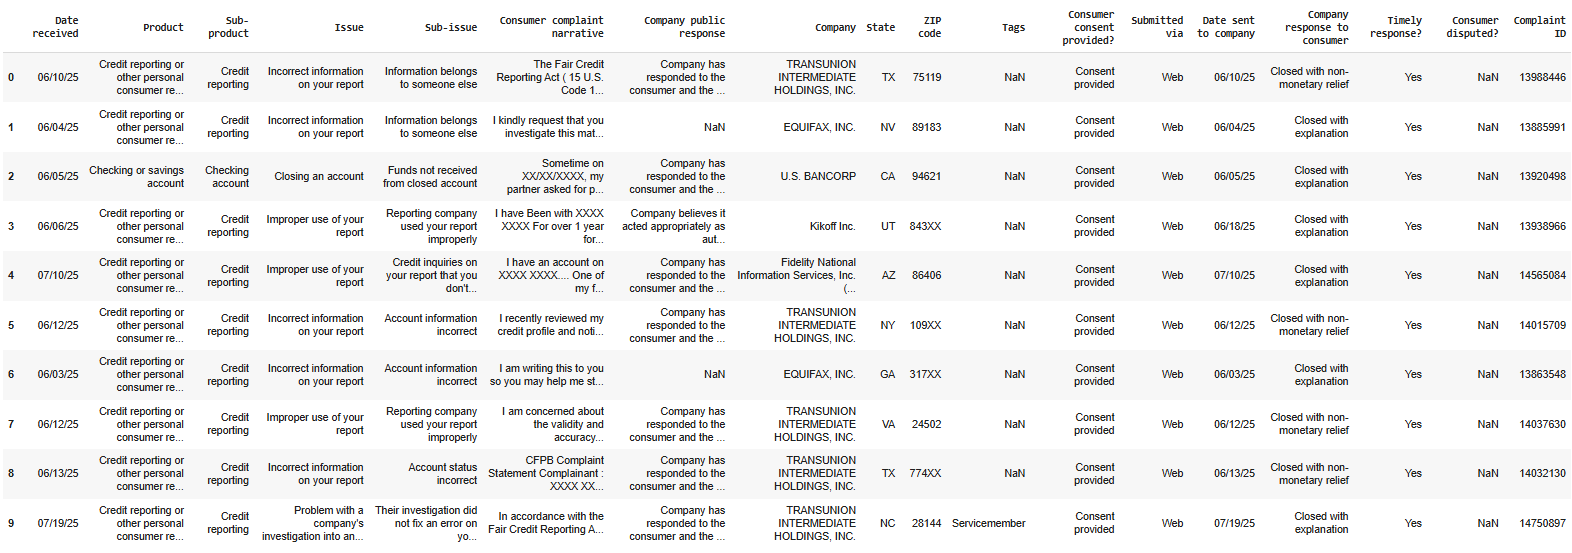 Date received Product Sub-product Issue Sub-issue Consumer complaint narrative Company public response Company State ZIP code Tags Consumer consent provided? Submitted via Date sent to company Company response to consumer Timely response? Consumer disputed? Complaint ID
0 06/10/25 Credit reporting or other personal consumer re... Credit reporting Incorrect information on your report Information belongs to someone else The Fair Credit Reporting Act ( 15 U.S. Code 1... Company has responded to the consumer and the ... TRANSUNION INTERMEDIATE HOLDINGS, INC. TX 75119 NaN Consent provided Web 06/10/25 Closed with non-monetary relief Yes NaN 13988446
1 06/04/25 Credit reporting or other personal consumer re... Credit reporting Incorrect information on your report Information belongs to someone else I kindly request that you investigate this mat... NaN EQUIFAX, INC. NV 89183 NaN Consent provided Web 06/04/25 Closed with explanation Yes NaN 13885991
2 06/05/25 Checking or savings account Checking account Closing an account Funds not received from closed account Sometime on XX/XX/XXXX, my partner asked for p... Company has responded to the consumer and the ... U.S. BANCORP CA 94621 NaN Consent provided Web 06/05/25 Closed with explanation Yes NaN 13920498
3 06/06/25 Credit reporting or other personal consumer re... Credit reporting Improper use of your report Reporting company used your report improperly I have Been with XXXX XXXX For over 1 year for... Company believes it acted appropriately as aut... Kikoff Inc. UT 843XX NaN Consent provided Web 06/18/25 Closed with explanation Yes NaN 13938966
4 07/10/25 Credit reporting or other personal consumer re... Credit reporting Improper use of your report Credit inquiries on your report that you don't... I have an account on XXXX XXXX.... One of my f... Company has responded to the consumer and the ... Fidelity National Information Services, Inc. (... AZ 86406 NaN Consent provided Web 07/10/25 Closed with explanation Yes NaN 14565084
5 06/12/25 Credit reporting or other personal consumer re... Credit reporting Incorrect information on your report Account information incorrect I recently reviewed my credit profile and noti... Company has responded to the consumer and the ... TRANSUNION INTERMEDIATE HOLDINGS, INC. NY 109XX NaN Consent provided Web 06/12/25 Closed with non-monetary relief Yes NaN 14015709
6 06/03/25 Credit reporting or other personal consumer re... Credit reporting Incorrect information on your report Account information incorrect I am writing this to you so you may help me st... NaN EQUIFAX, INC. GA 317XX NaN Consent provided Web 06/03/25 Closed with explanation Yes NaN 13863548
7 06/12/25 Credit reporting or other personal consumer re... Credit reporting Improper use of your report Reporting company used your report improperly I am concerned about the validity and accuracy... Company has responded to the consumer and the ... TRANSUNION INTERMEDIATE HOLDINGS, INC. VA 24502 NaN Consent provided Web 06/12/25 Closed with non-monetary relief Yes NaN 14037630
8 06/13/25 Credit reporting or other personal consumer re... Credit reporting Incorrect information on your report Account status incorrect CFPB Complaint Statement Complainant : XXXX XX... Company has responded to the consumer and the ... TRANSUNION INTERMEDIATE HOLDINGS, INC. TX 774XX NaN Consent provided Web 06/13/25 Closed with non-monetary relief Yes NaN 14032130
9 07/19/25 Credit reporting or other personal consumer re... Credit reporting Problem with a company's investigation into an... Their investigation did not fix an error on yo... In accordance with the Fair Credit Reporting A... Company has responded to the consumer and the ... TRANSUNION INTERMEDIATE HOLDINGS, INC. NC 28144 Servicemember Consent provided Web 07/19/25 Closed with explanation Yes NaN 14750897